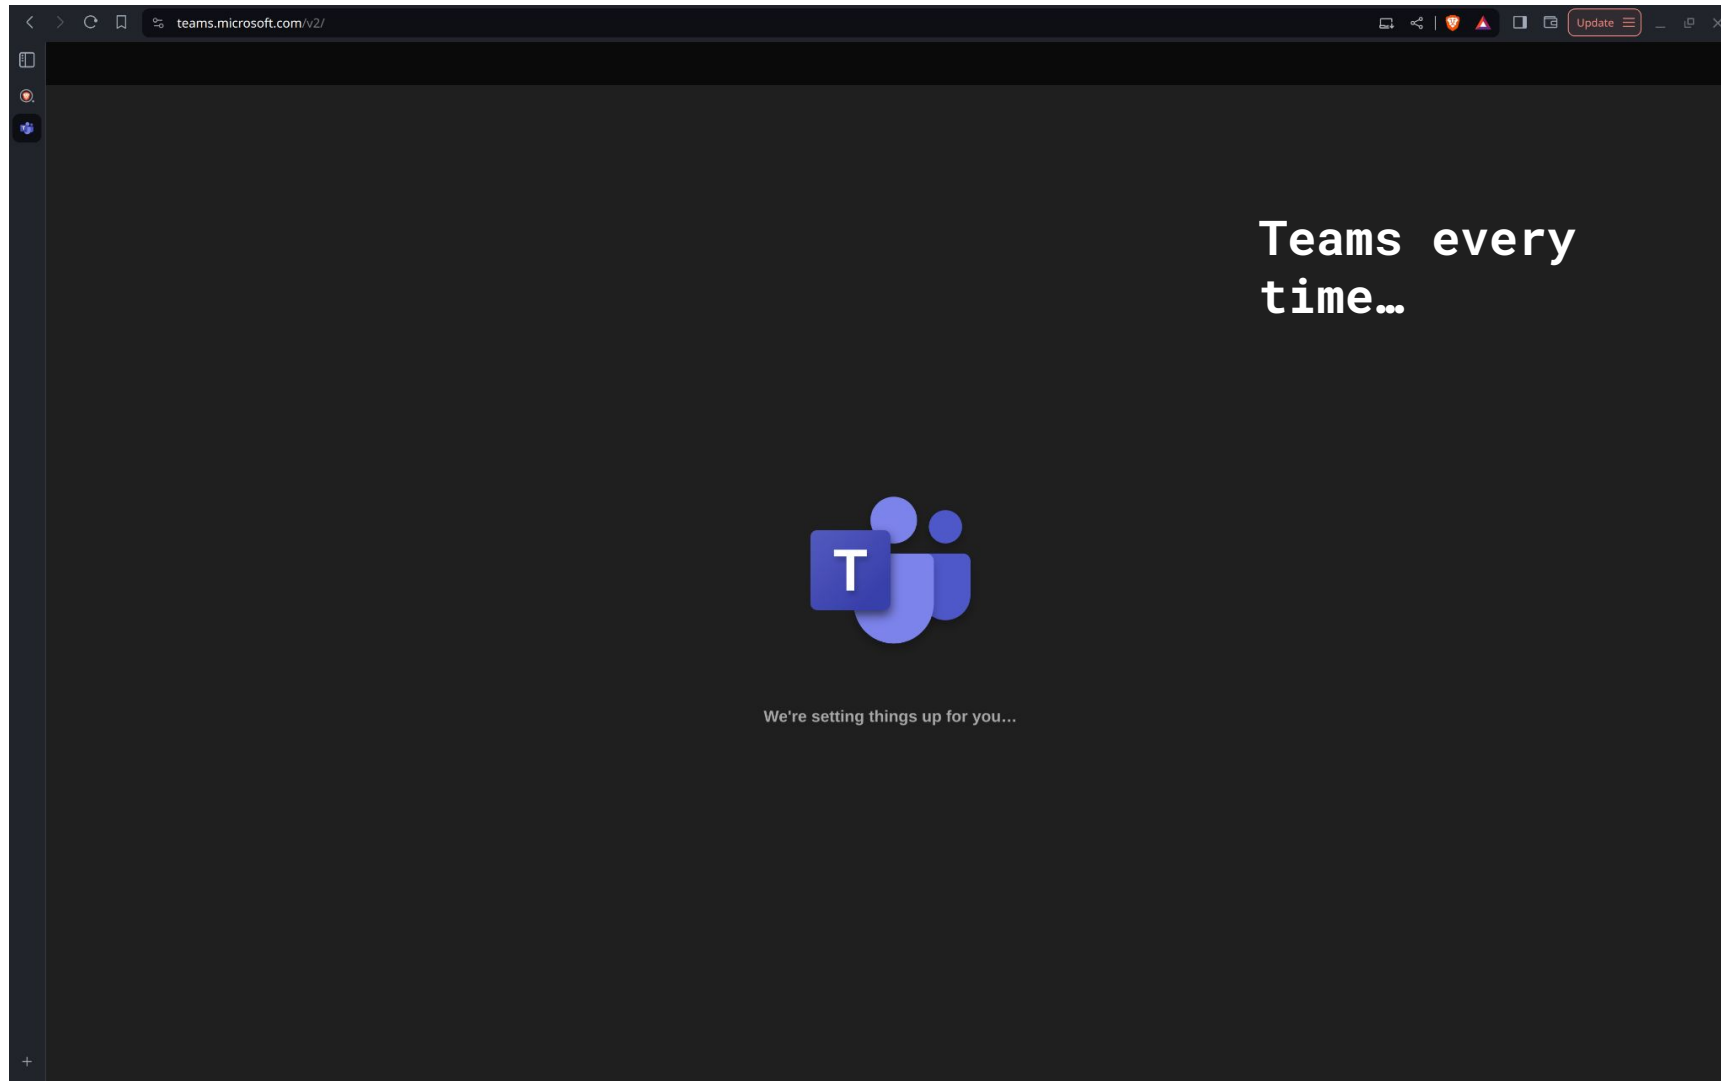 teams.microsoft.com/v2/
Update
Teams every
time…
T
We're setting things up for you...